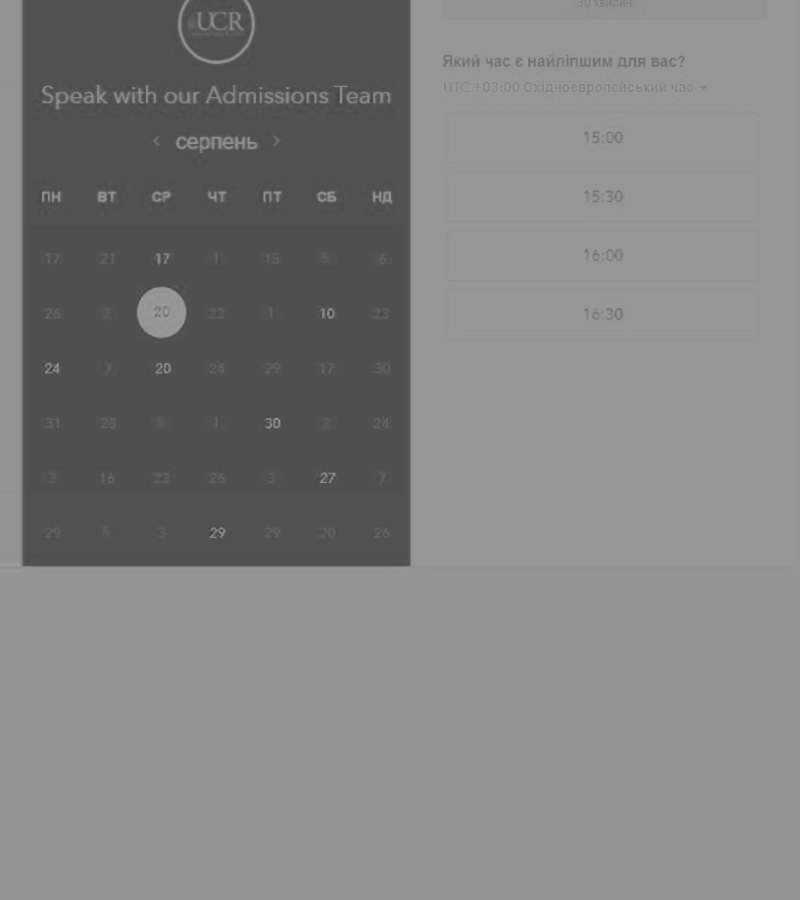 UCR
Speak with our Admissions Team
< серпень >
ПН ВТ СР ЧТ ПТ СБ НД
17 21 17 1 15 6
26 2 20 23 1 10 23
24 7 20 24 29 17 30
31 20 5 1 30 2 24
3 16 22 26 3 27 7
29 5 3 29 29 20 26
30 хвилин
Який час є найліпшим для вас?
UTC +03:00 Східноєвропейський час
15:00
15:30
16:00
16:30